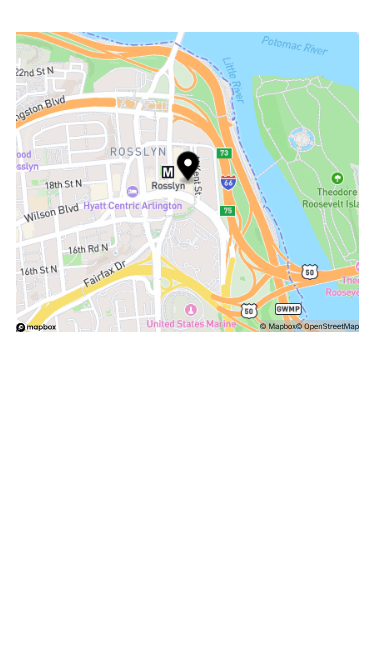 Potomac River
Little River
22nd St N
ngston Blvd
ROSSLYN
73
M
Rosslyn
Kent St
ood
sslyn
18th St N
66
Theodore
Roosevelt Isla
Hyatt Centric Arlington
Wilson Blvd
75
16th Rd N
16th St N
Fairfax Dr
50
Theo
Roosev
50
GWMP
United States Marine
mapbox
© Mapbox© OpenStreetMap